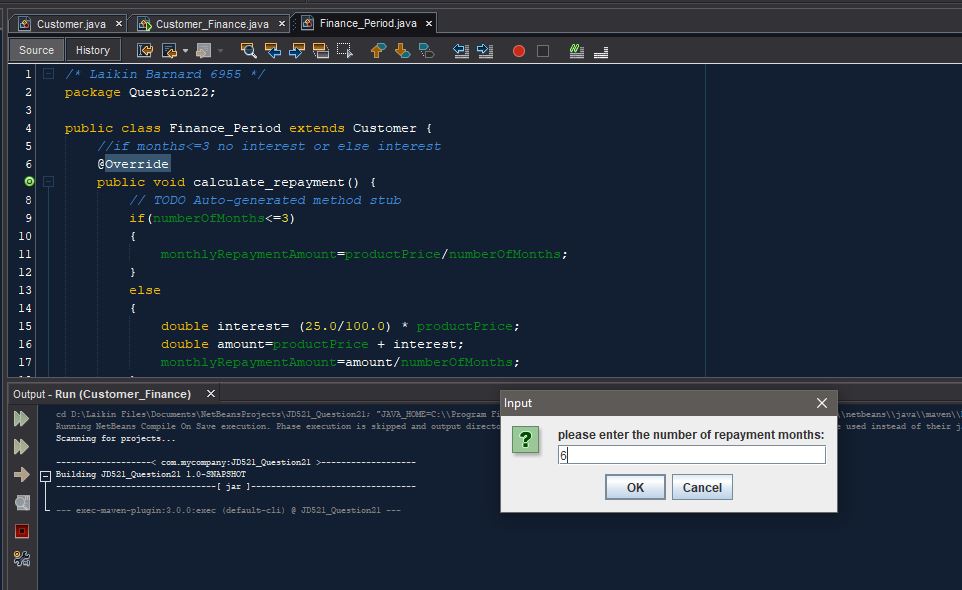 Customer.java × Customer_Finance.java × Finance_Period.java ×
Source History
1 /* Laikin Barnard 6955 */
2 package Question22;
3
4 public class Finance_Period extends Customer {
5 //if months<=3 no interest or else interest
6 @Override
public void calculate_repayment() {
8 // TODO Auto-generated method stub
9 if(numberOfMonths<=3)
10 {
11 monthlyRepaymentAmount=productPrice/numberOfMonths;
12 }
13 else
14 {
15 double interest= (25.0/100.0) * productPrice;
16 double amount=productPrice + interest;
17 monthlyRepaymentAmount=amount/numberOfMonths;
Output - Run (Customer_Finance) ×
cd D:\Laikin Files\Documents\NetBeansProjects\JD521_Question21; "JAVA_HOME=C:\\Program Fi \\netbeans\\java\\maven\\
Running NetBeans Compile On Save execution. Phase execution is skipped and output directo used instead of their j
Scanning for projects...
------------------< com.mycompany:JD521_Question21 >-------------------
Building JD521_Question21 1.0-SNAPSHOT
--------------------------------[ jar ]---------------------------------
--- exec-maven-plugin:3.0.0:exec (default-cli) @ JD521_Question21 ---
Input
please enter the number of repayment months:
6
OK Cancel